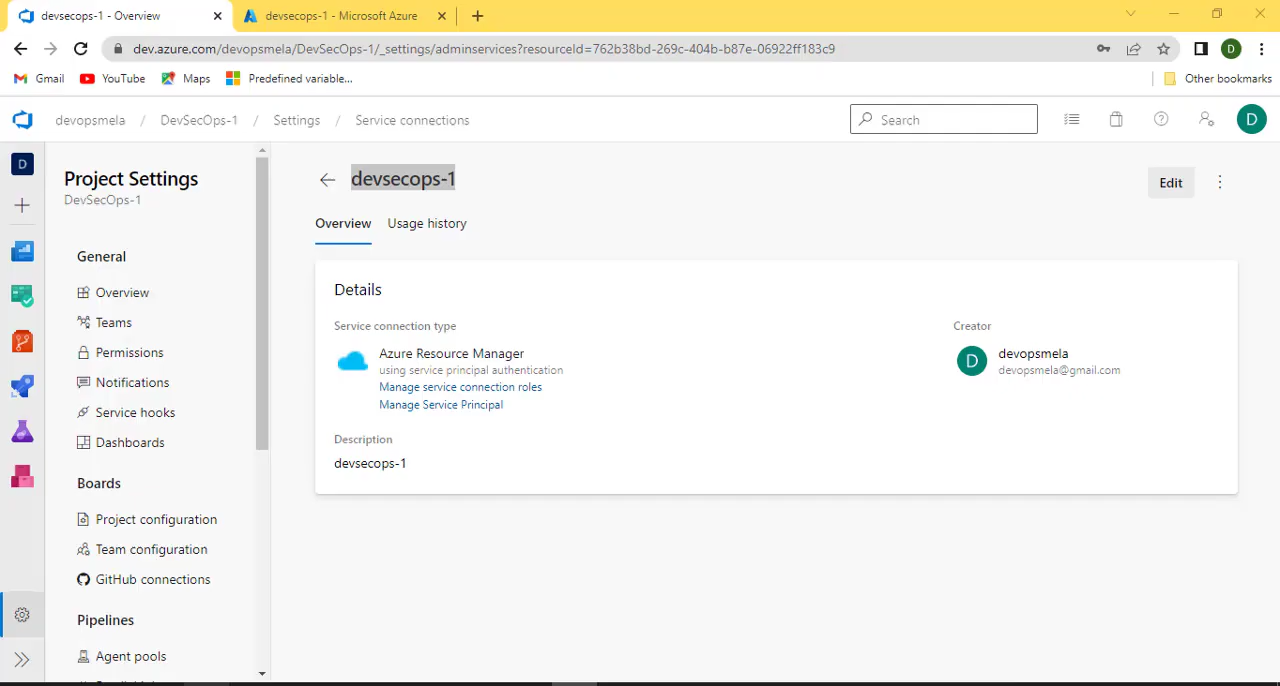 devsecops-1 - Overview
devsecops-1 - Microsoft Azure
dev.azure.com/devopsmela/DevSecOps-1/_settings/adminservices?resourceId=762b38bd-269c-404b-b87e-06922ff183c9
D
Gmail
YouTube
Maps
Predefined variable...
Other bookmarks
devopsmela / DevSecOps-1 / Settings / Service connections
Search
D
D
Project Settings
DevSecOps-1
General
Overview
Teams
Permissions
Notifications
Service hooks
Dashboards
Boards
Project configuration
Team configuration
GitHub connections
Pipelines
Agent pools
devsecops-1
Edit
Overview
Usage history
Details
Service connection type
Azure Resource Manager
using service principal authentication
Manage service connection roles
Manage Service Principal
Creator
D
devopsmela
devopsmela@gmail.com
Description
devsecops-1